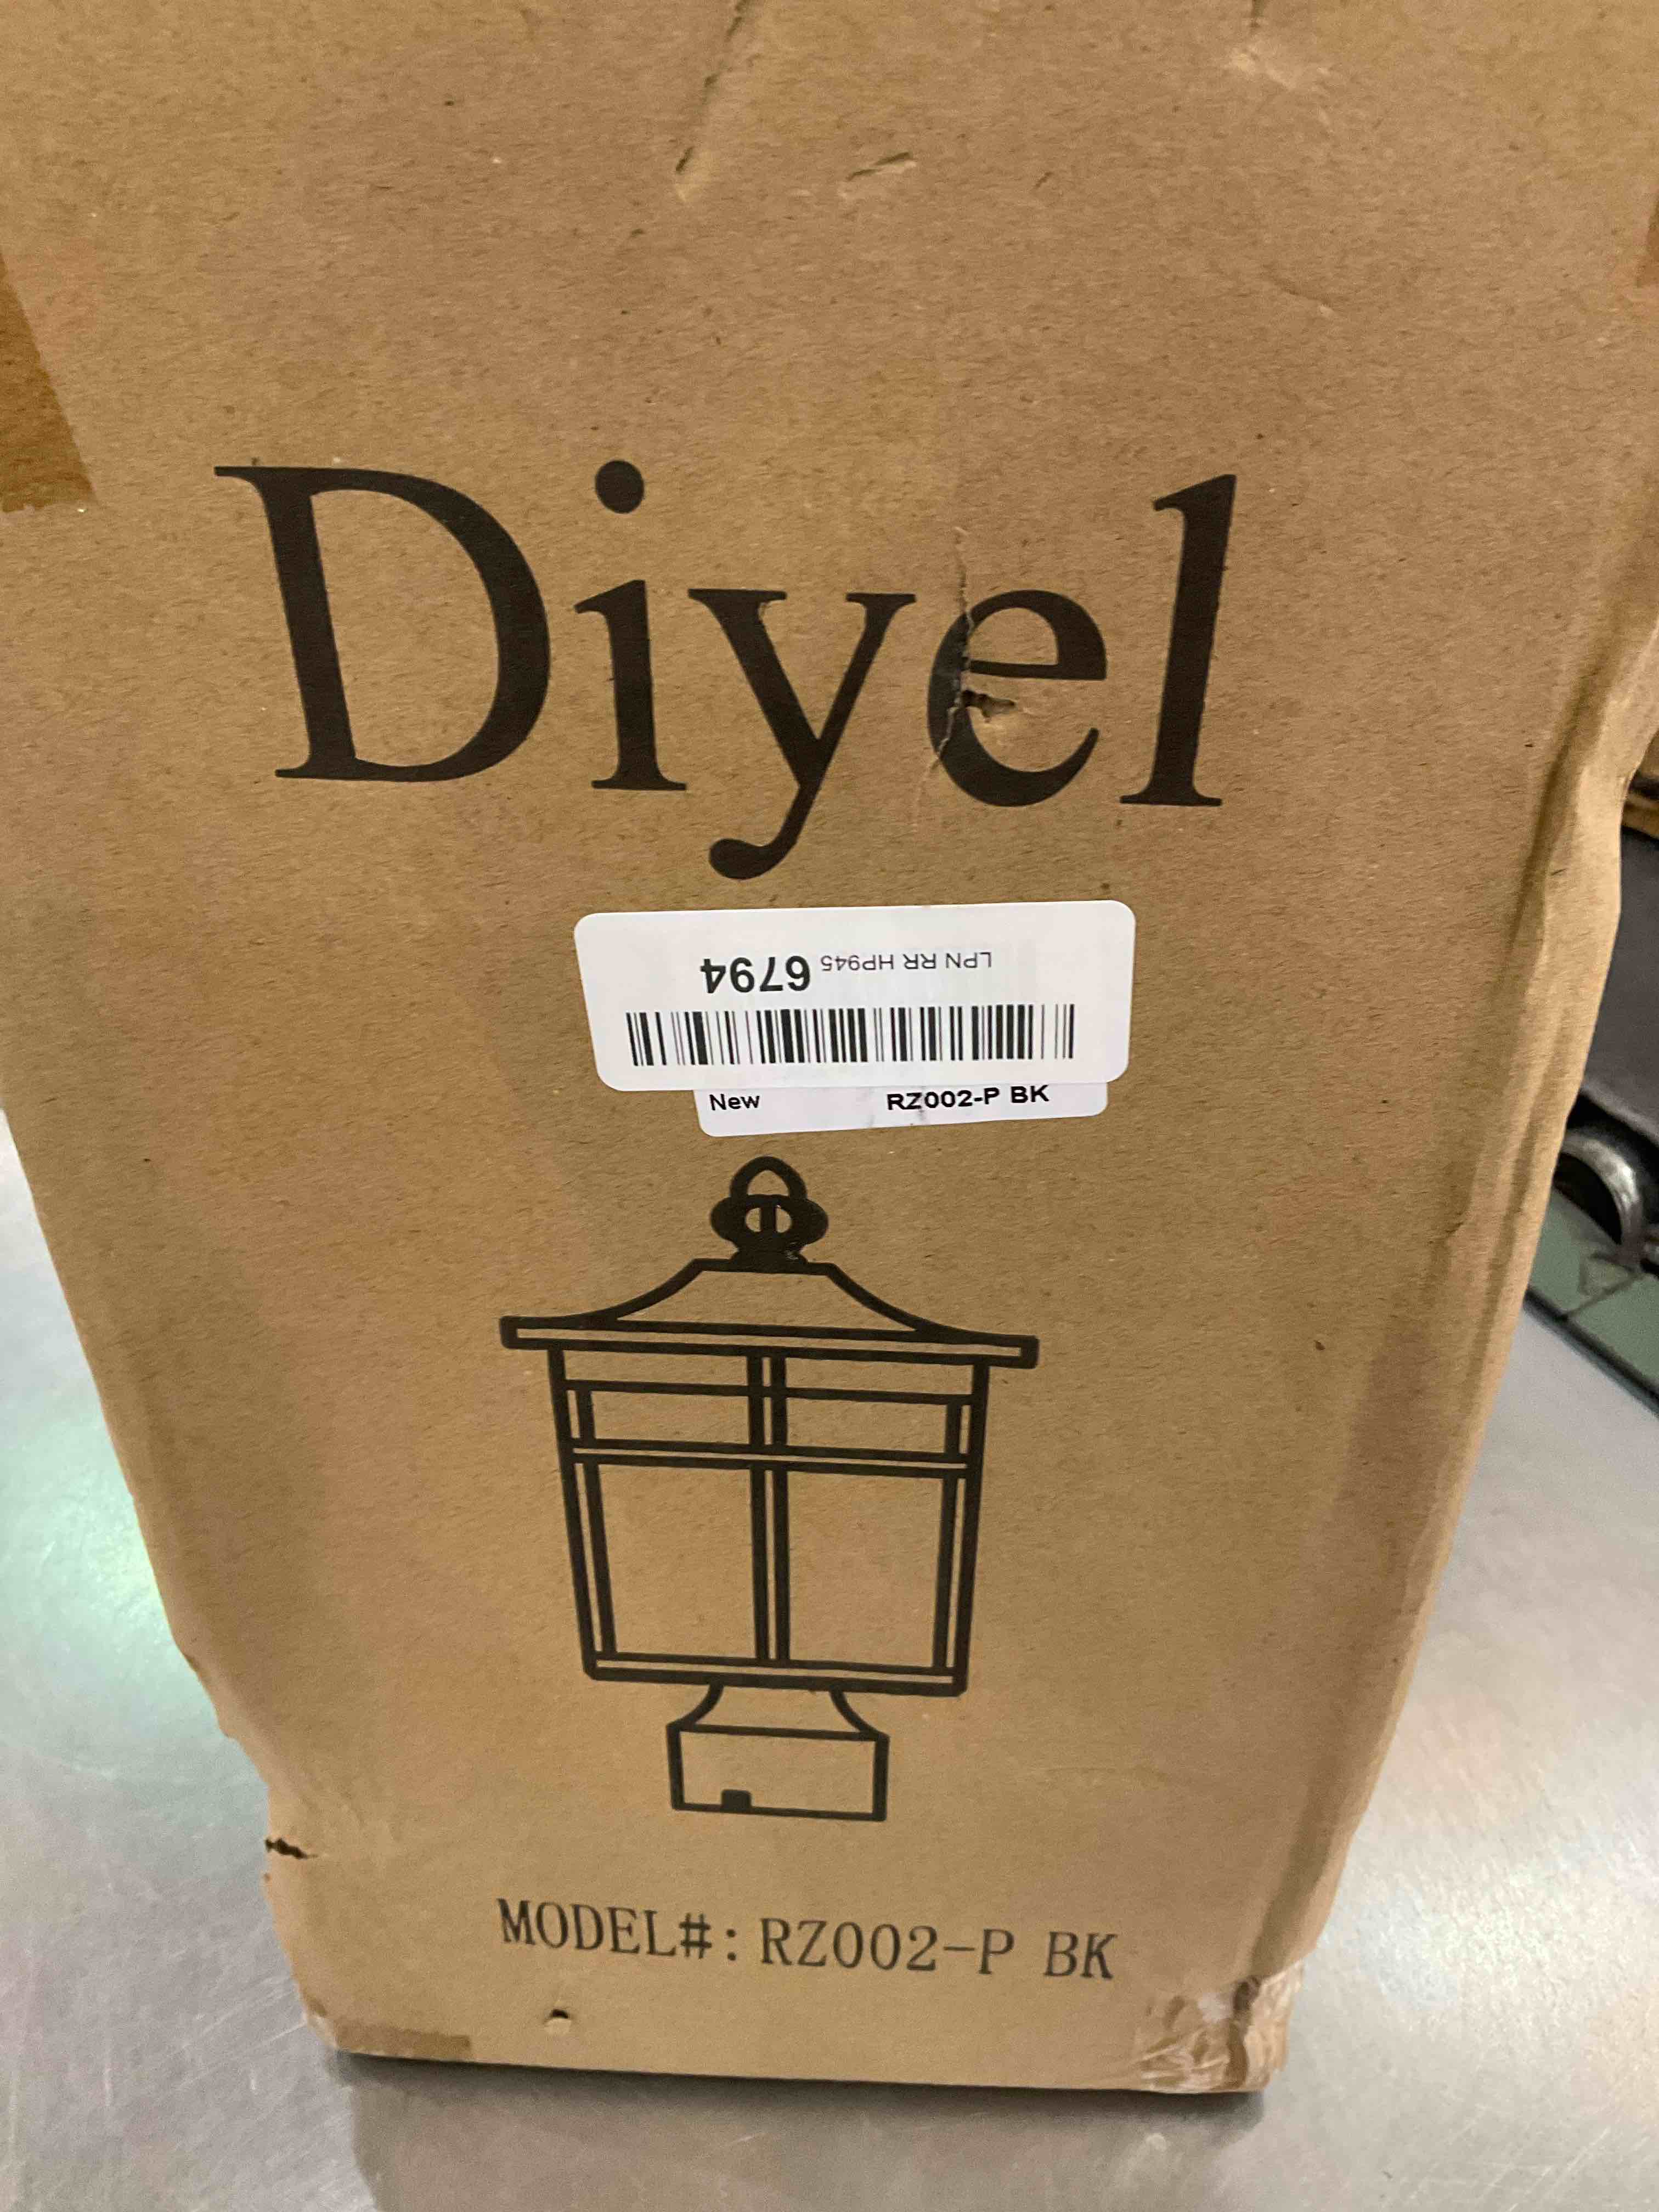 Diyel
LPN RR HP945 6794
New RZ002-P BK
MODEL#: RZ002-P BK